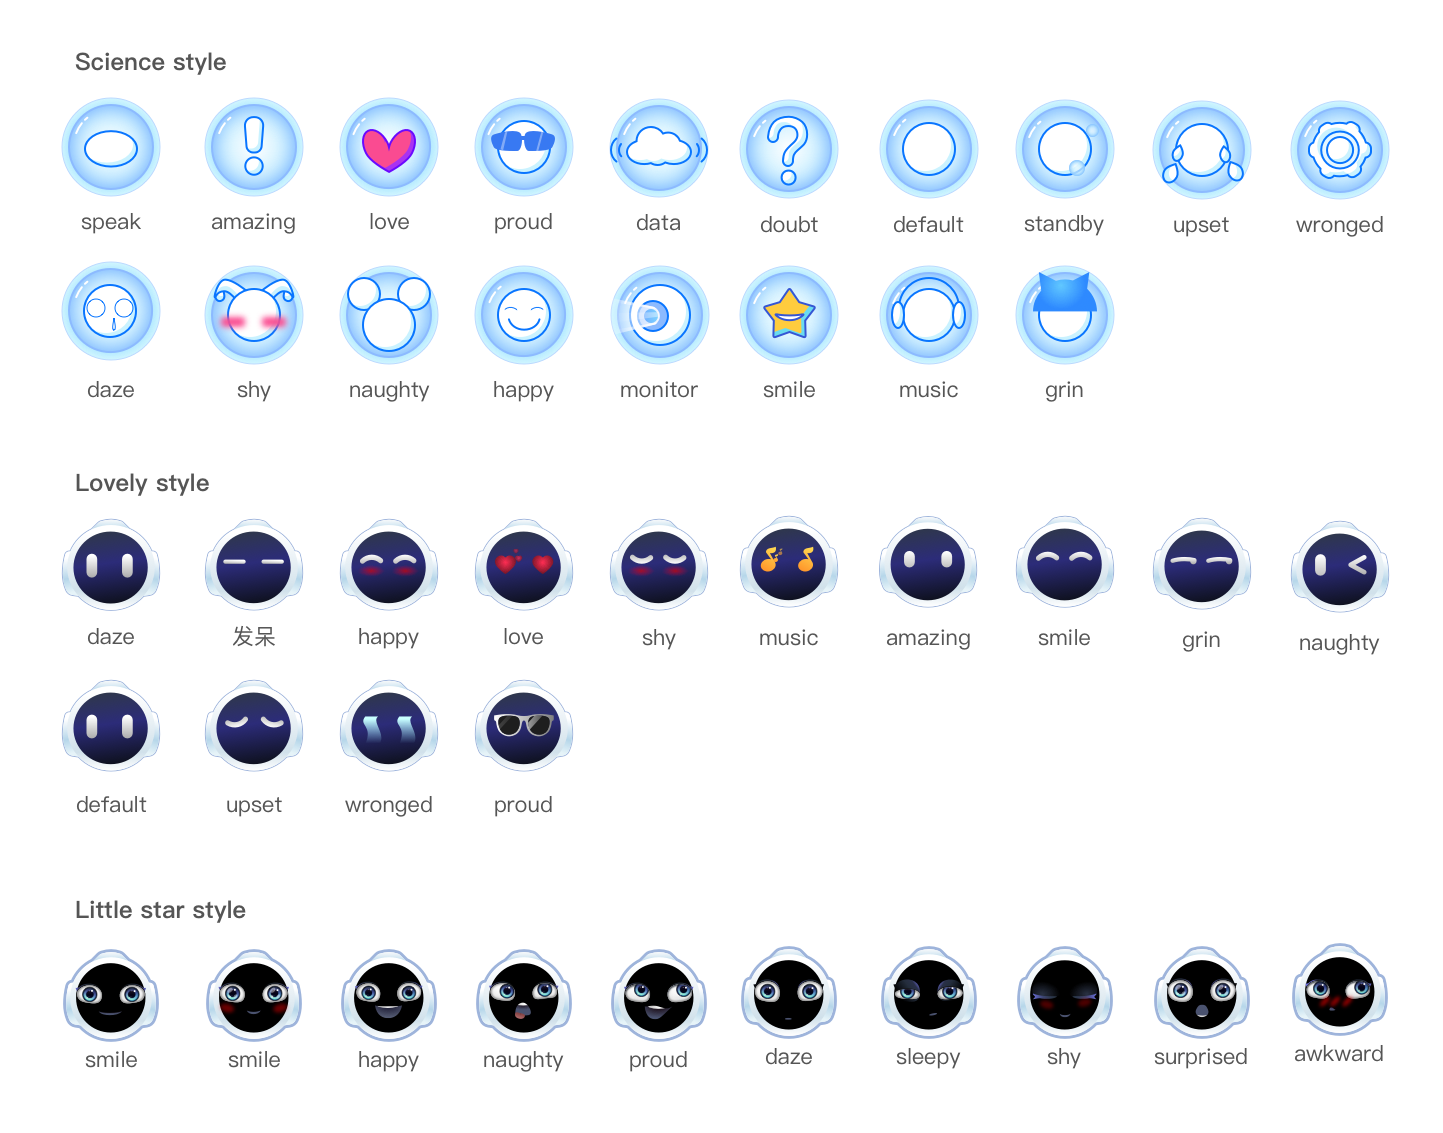 Science style
speak amazing love proud data doubt default standby upset wronged
daze shy naughty happy monitor smile music grin
Lovely style
daze 发呆 happy love shy music amazing smile grin naughty
default upset wronged proud
Little star style
smile smile happy naughty proud daze sleepy shy surprised awkward